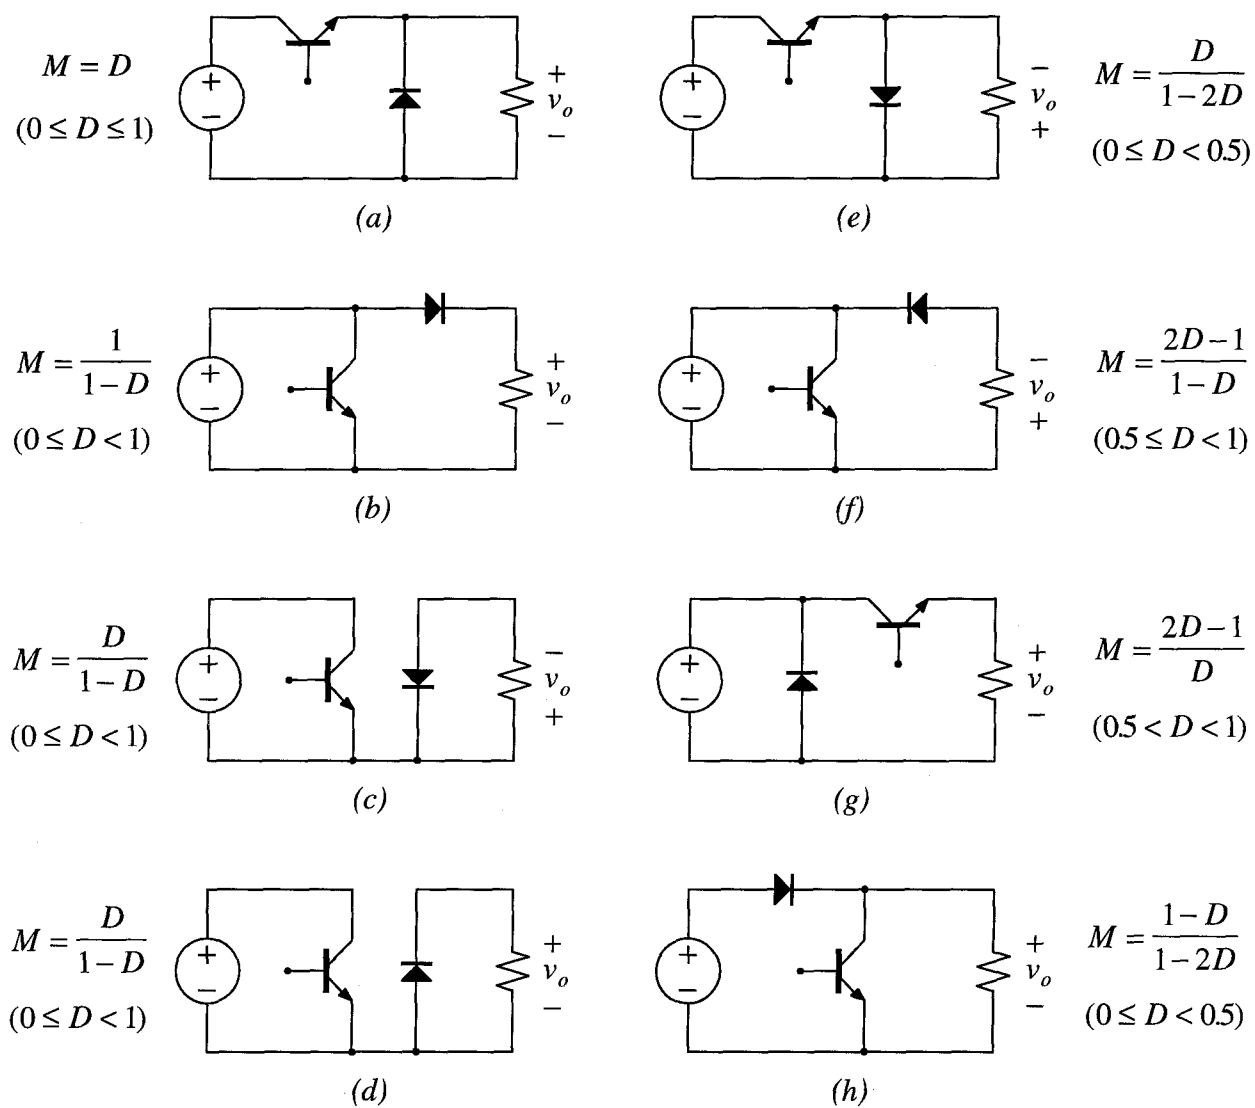 M = D
(0 ≤ D ≤ 1)
+
−
+
v_o
−
(a)
+
−
−
v_o
+
M = D / (1−2D)
(0 ≤ D < 0.5)
(e)
M = 1 / (1−D)
(0 ≤ D < 1)
+
−
+
v_o
−
(b)
+
−
−
v_o
+
M = (2D−1) / (1−D)
(0.5 ≤ D < 1)
(f)
M = D / (1−D)
(0 ≤ D < 1)
+
−
−
v_o
+
(c)
+
−
+
v_o
−
M = (2D−1) / D
(0.5 < D < 1)
(g)
M = D / (1−D)
(0 ≤ D < 1)
+
−
+
v_o
−
(d)
+
−
+
v_o
−
M = (1−D) / (1−2D)
(0 ≤ D < 0.5)
(h)